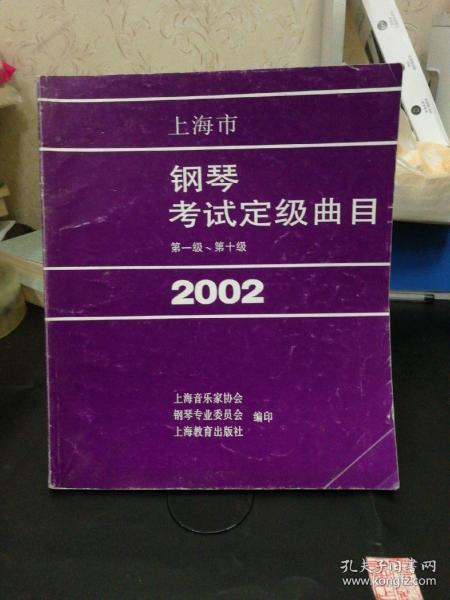 上海市
钢琴
考试定级曲目
第一级~第十级
2002
上海音乐家协会
钢琴专业委员会 编印
上海教育出版社
孔夫子旧书网
www.kongfz.com